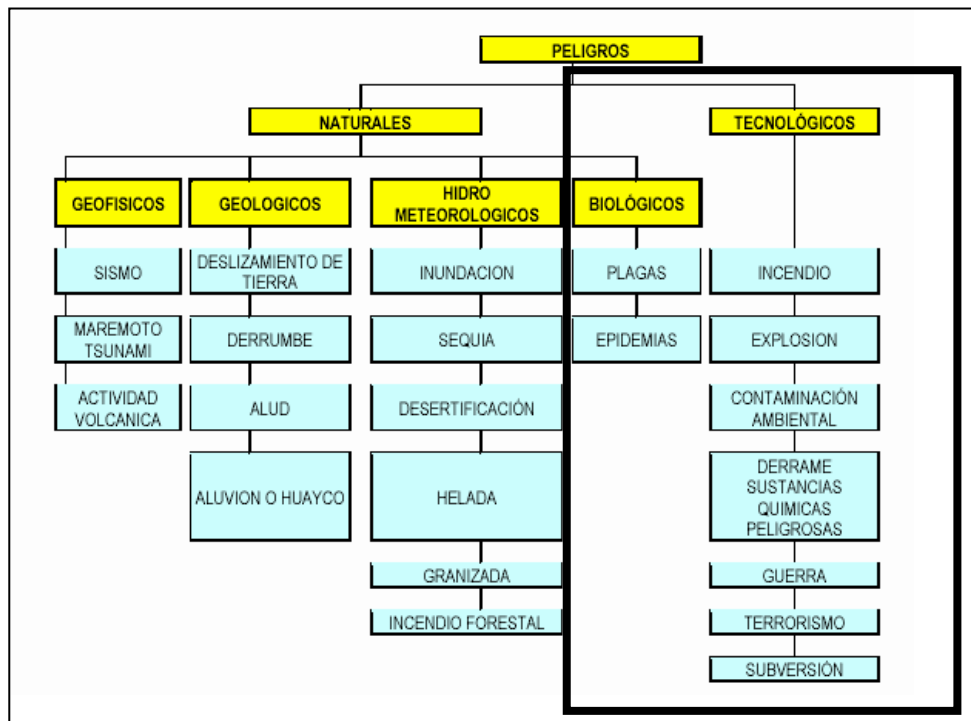 PELIGROS
NATURALES
TECNOLÓGICOS
GEOFISICOS
GEOLOGICOS
HIDRO
METEOROLOGICOS
BIOLÓGICOS
SISMO
DESLIZAMIENTO DE
TIERRA
INUNDACION
PLAGAS
INCENDIO
MAREMOTO
TSUNAMI
DERRUMBE
SEQUIA
EPIDEMIAS
EXPLOSION
ACTIVIDAD
VOLCANICA
ALUD
DESERTIFICACIÓN
CONTAMINACIÓN
AMBIENTAL
ALUVION O HUAYCO
HELADA
DERRAME
SUSTANCIAS
QUIMICAS
PELIGROSAS
GRANIZADA
GUERRA
INCENDIO FORESTAL
TERRORISMO
SUBVERSIÓN